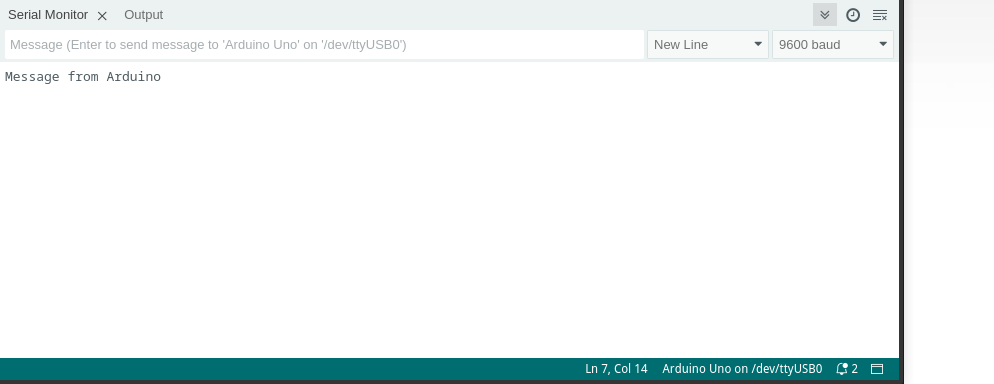 Serial Monitor Output
Message (Enter to send message to 'Arduino Uno' on '/dev/ttyUSB0') New Line 9600 baud
Message from Arduino
Ln 7, Col 14 Arduino Uno on /dev/ttyUSB0 2